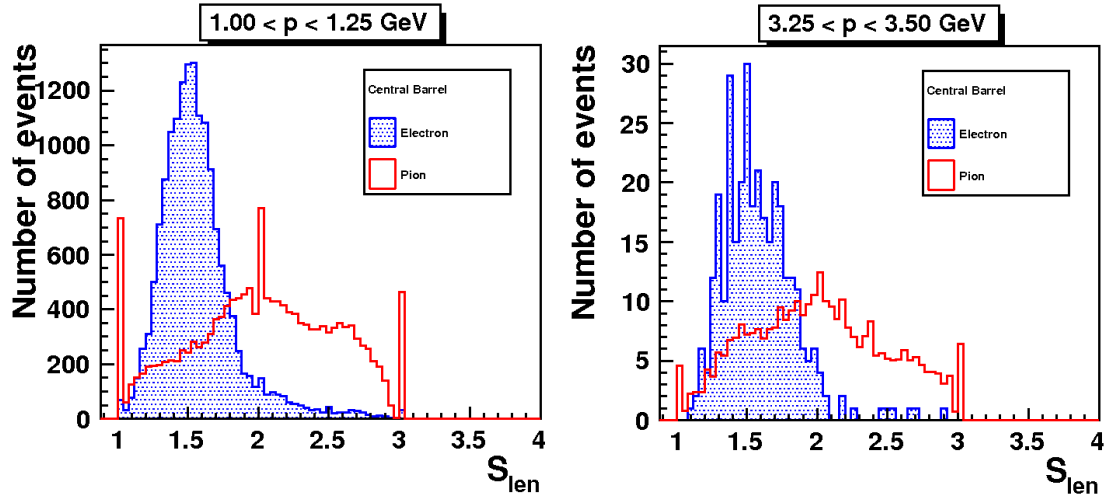 1.00 < p < 1.25 GeV
Number of events
1200
1000
800
600
400
200
0
Central Barrel
Electron
Pion
1 1.5 2 2.5 3 3.5 4
S_len
3.25 < p < 3.50 GeV
Number of events
30
25
20
15
10
5
0
Central Barrel
Electron
Pion
1 1.5 2 2.5 3 3.5 4
S_len